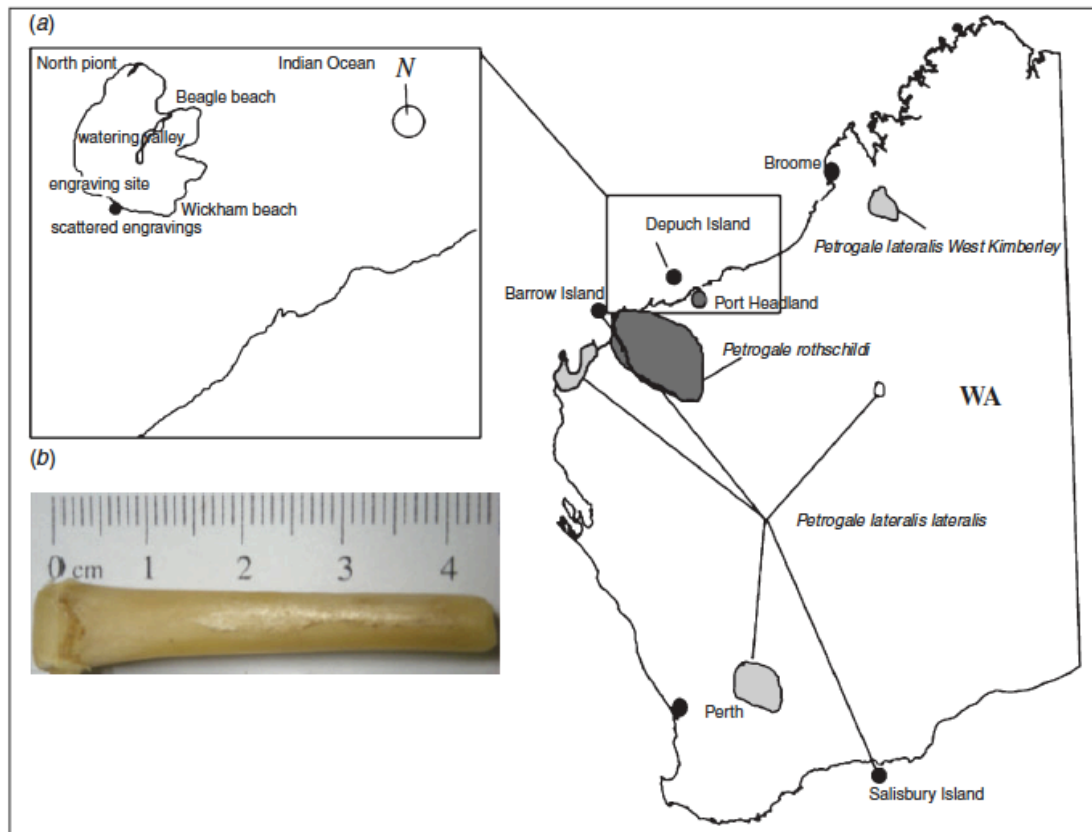 (a)
North piont
Indian Ocean
N
Beagle beach
watering valley
engraving site
Wickham beach
scattered engravings
Broome
Depuch Island
Petrogale lateralis West Kimberley
Barrow Island
Port Headland
Petrogale rothschildi
WA
(b)
0 cm 1 2 3 4
Petrogale lateralis lateralis
Perth
Salisbury Island